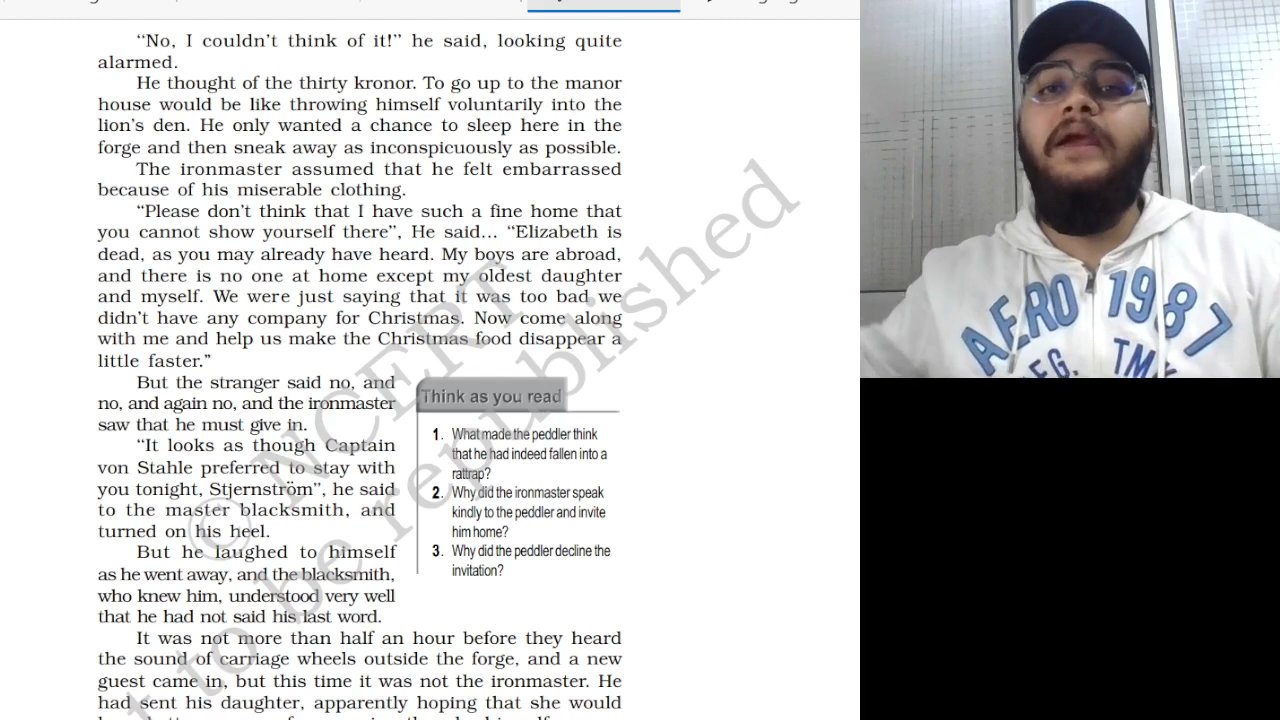 “No, I couldn’t think of it!” he said, looking quite
alarmed.
He thought of the thirty kronor. To go up to the manor
house would be like throwing himself voluntarily into the
lion’s den. He only wanted a chance to sleep here in the
forge and then sneak away as inconspicuously as possible.
The ironmaster assumed that he felt embarrassed
because of his miserable clothing.
“Please don’t think that I have such a fine home that
you cannot show yourself there”, He said... “Elizabeth is
dead, as you may already have heard. My boys are abroad,
and there is no one at home except my oldest daughter
and myself. We were just saying that it was too bad we
didn’t have any company for Christmas. Now come along
with me and help us make the Christmas food disappear a
little faster.”
But the stranger said no, and
no, and again no, and the ironmaster
saw that he must give in.
“It looks as though Captain
von Stahle preferred to stay with
you tonight, Stjernström”, he said
to the master blacksmith, and
turned on his heel.
But he laughed to himself
as he went away, and the blacksmith,
who knew him, understood very well
that he had not said his last word.
Think as you read
1. What made the peddler think
that he had indeed fallen into a
rattrap?
2. Why did the ironmaster speak
kindly to the peddler and invite
him home?
3. Why did the peddler decline the
invitation?
It was not more than half an hour before they heard
the sound of carriage wheels outside the forge, and a new
guest came in, but this time it was not the ironmaster. He
had sent his daughter, apparently hoping that she would
© NCERT
not to be republished
AERO 1987